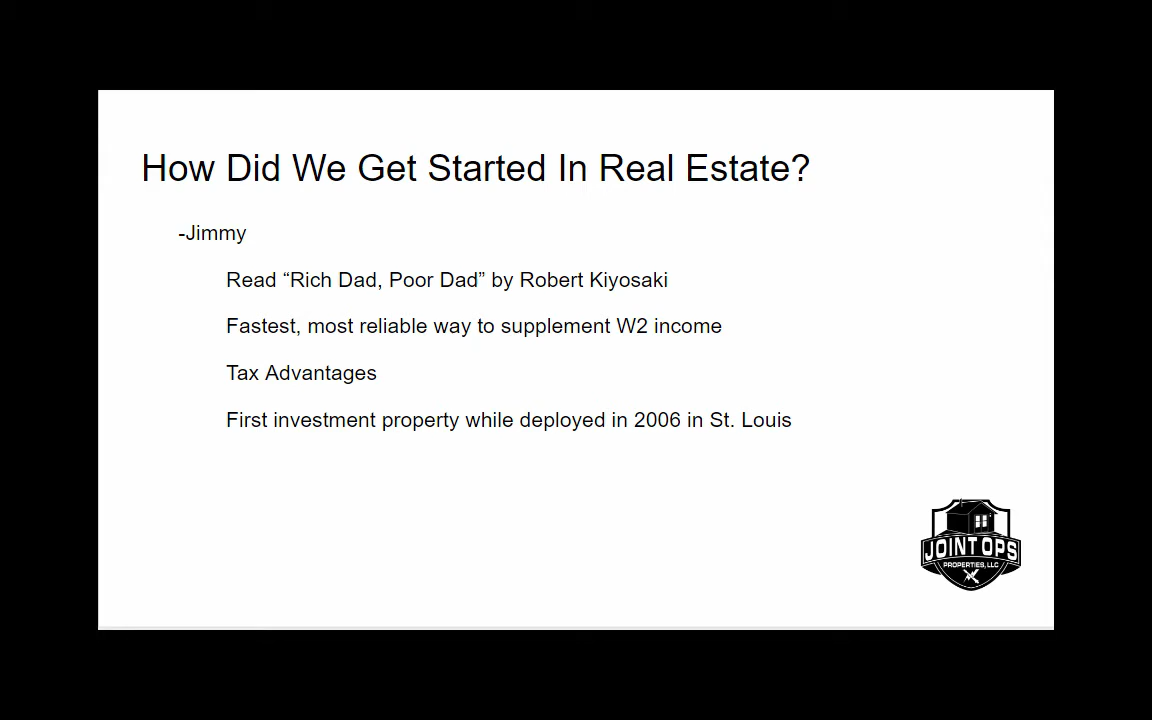 How Did We Get Started In Real Estate?
-Jimmy
Read “Rich Dad, Poor Dad” by Robert Kiyosaki
Fastest, most reliable way to supplement W2 income
Tax Advantages
First investment property while deployed in 2006 in St. Louis
JOINT OPS
PROPERTIES, LLC